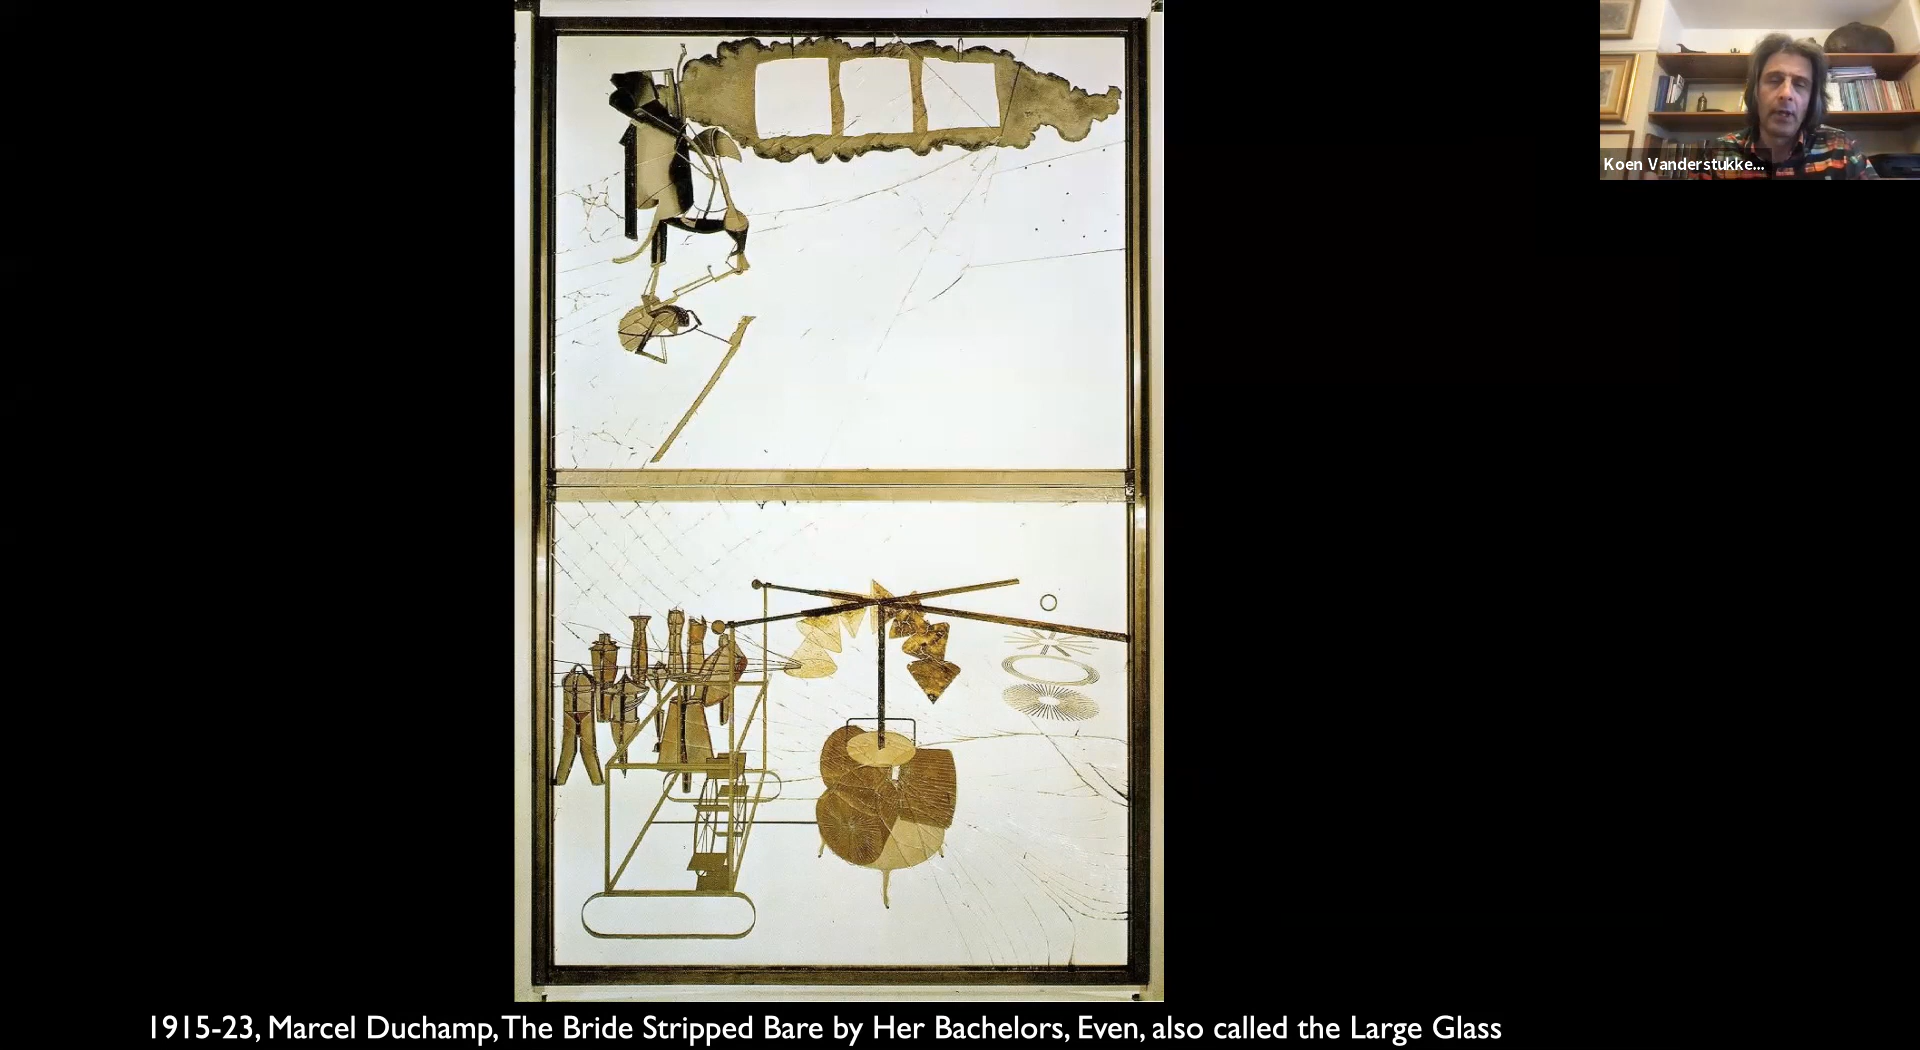 Koen Vanderstukke...
1915-23, Marcel Duchamp, The Bride Stripped Bare by Her Bachelors, Even, also called the Large Glass